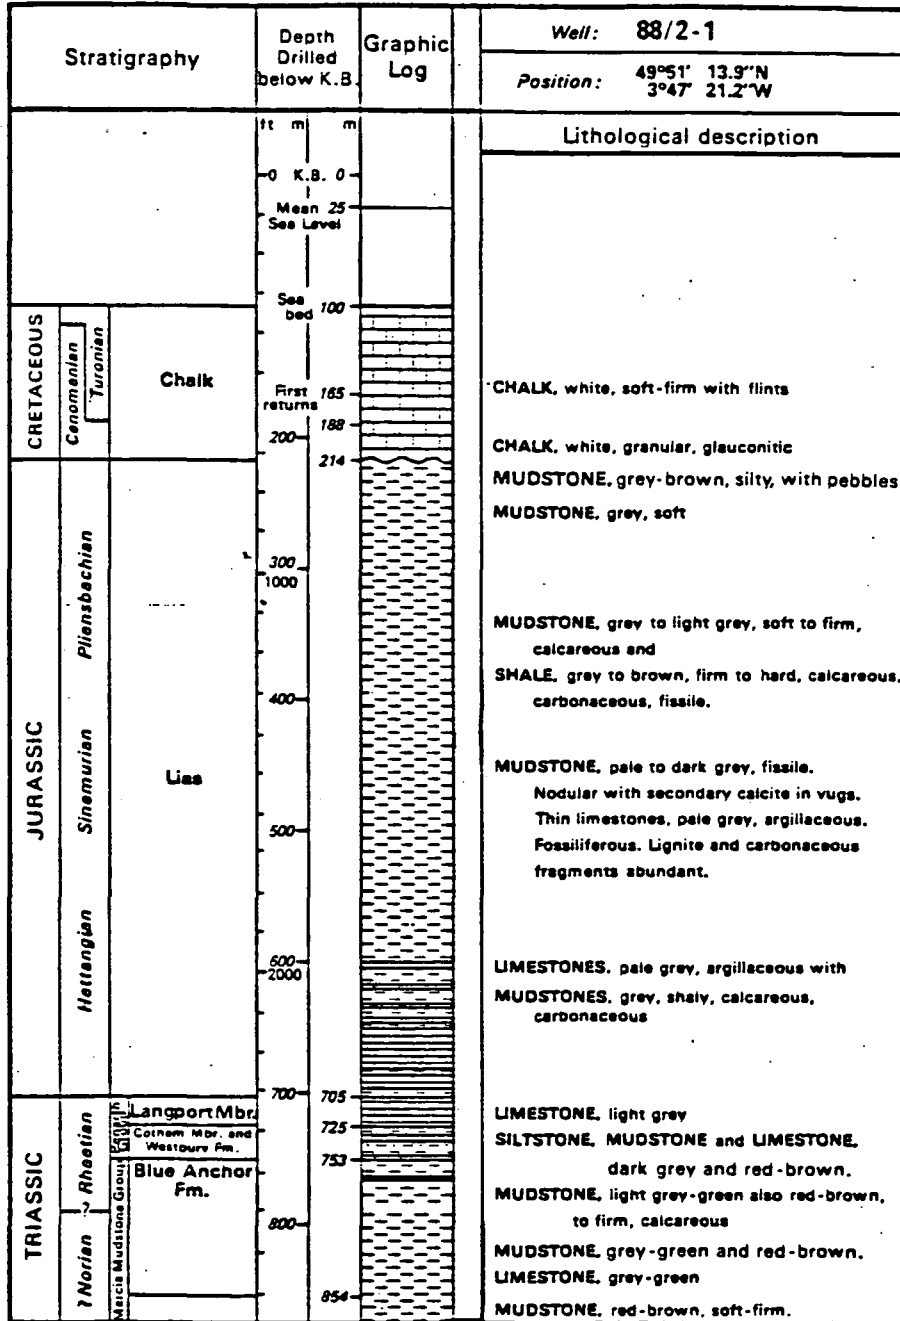 Stratigraphy
Depth
Drilled
below K.B.
Graphic
Log
Well: 88/2-1
Position: 49°51' 13.9"N
3°47' 21.2"W
Lithological description
ft m m
0 K.B. 0
Mean 25
Sea Level
Sea
bed 100
First 165
returns
188
200
214
300
1000
400
500
600
2000
700
705
725
753
800
854
CRETACEOUS
Cenomanian
Turonian
Chalk
JURASSIC
Pliensbachian
Sinemurian
Hettangian
Lias
TRIASSIC
? Rhaetian
?
? Norian
Langport Mbr.
Cotham Mbr. and
Westbury Fm.
Mercia Mudstone Group
Blue Anchor
Fm.
CHALK, white, soft-firm with flints
CHALK, white, granular, glauconitic
MUDSTONE, grey-brown, silty, with pebbles
MUDSTONE, grey, soft
MUDSTONE, grey to light grey, soft to firm,
calcareous and
SHALE, grey to brown, firm to hard, calcareous,
carbonaceous, fissile.
MUDSTONE, pale to dark grey, fissile.
Nodular with secondary calcite in vugs.
Thin limestones, pale grey, argillaceous.
Fossiliferous. Lignite and carbonaceous
fragments abundant.
LIMESTONES, pale grey, argillaceous with
MUDSTONES, grey, shaly, calcareous,
carbonaceous
LIMESTONE, light grey
SILTSTONE, MUDSTONE and LIMESTONE,
dark grey and red-brown.
MUDSTONE, light grey-green also red-brown,
to firm, calcareous
MUDSTONE, grey-green and red-brown.
LIMESTONE, grey-green
MUDSTONE, red-brown, soft-firm.